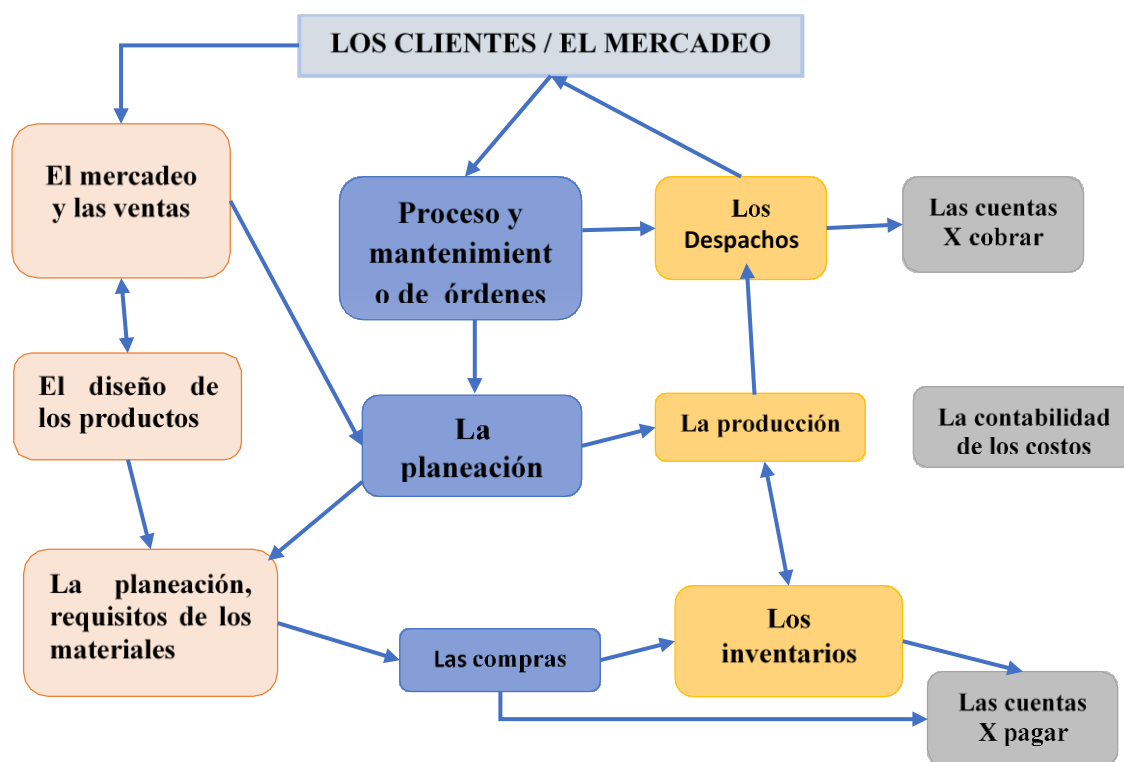 LOS CLIENTES / EL MERCADEO
El mercadeo
y las ventas
Proceso y
mantenimient
o de órdenes
Los
Despachos
Las cuentas
X cobrar
El diseño de
los productos
La
planeación
La producción
La contabilidad
de los costos
La planeación,
requisitos de los
materiales
Las compras
Los
inventarios
Las cuentas
X pagar